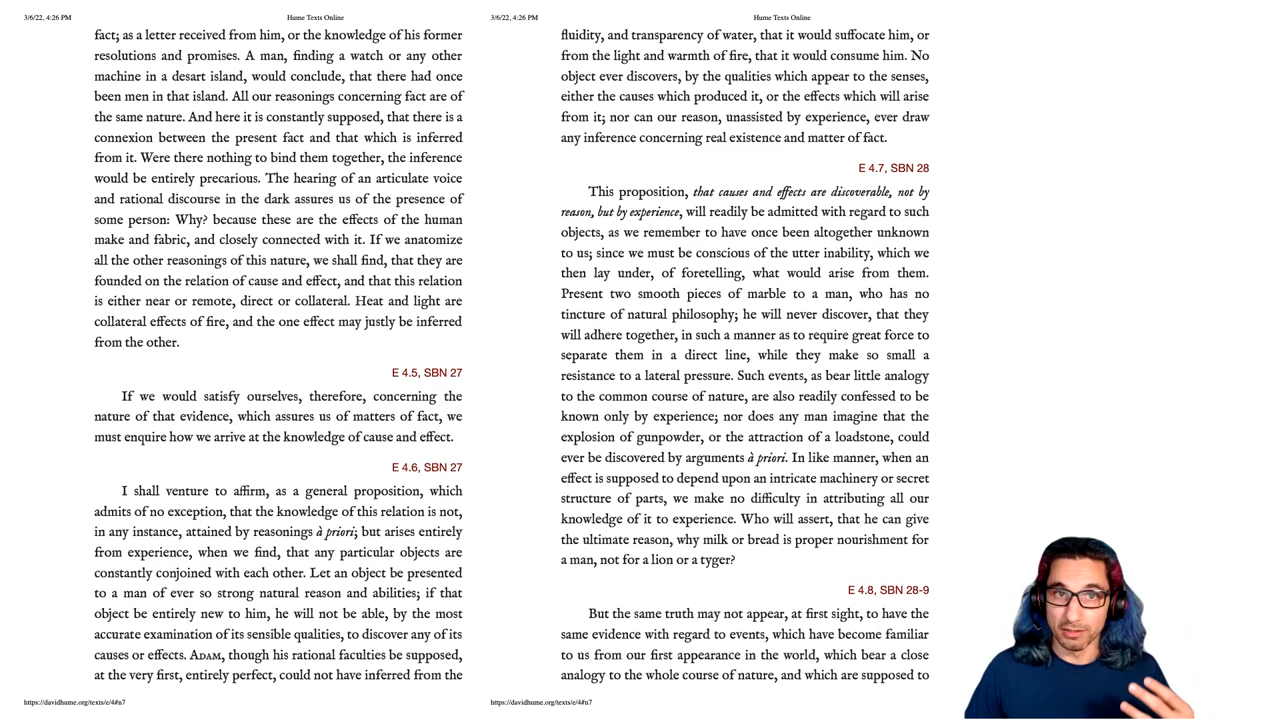 3/6/22, 4:26 PM
Hume Texts Online
fact; as a letter received from him, or the knowledge of his former
resolutions and promises. A man, finding a watch or any other
machine in a desart island, would conclude, that there had once
been men in that island. All our reasonings concerning fact are of
the same nature. And here it is constantly supposed, that there is a
connexion between the present fact and that which is inferred
from it. Were there nothing to bind them together, the inference
would be entirely precarious. The hearing of an articulate voice
and rational discourse in the dark assures us of the presence of
some person: Why? because these are the effects of the human
make and fabric, and closely connected with it. If we anatomize
all the other reasonings of this nature, we shall find, that they are
founded on the relation of cause and effect, and that this relation
is either near or remote, direct or collateral. Heat and light are
collateral effects of fire, and the one effect may justly be inferred
from the other.
E 4.5, SBN 27
If we would satisfy ourselves, therefore, concerning the
nature of that evidence, which assures us of matters of fact, we
must enquire how we arrive at the knowledge of cause and effect.
E 4.6, SBN 27
I shall venture to affirm, as a general proposition, which
admits of no exception, that the knowledge of this relation is not,
in any instance, attained by reasonings à priori; but arises entirely
from experience, when we find, that any particular objects are
constantly conjoined with each other. Let an object be presented
to a man of ever so strong natural reason and abilities; if that
object be entirely new to him, he will not be able, by the most
accurate examination of its sensible qualities, to discover any of its
causes or effects. Adam, though his rational faculties be supposed,
at the very first, entirely perfect, could not have inferred from the
https://davidhume.org/texts/e/4#n7
3/6/22, 4:26 PM
Hume Texts Online
fluidity, and transparency of water, that it would suffocate him, or
from the light and warmth of fire, that it would consume him. No
object ever discovers, by the qualities which appear to the senses,
either the causes which produced it, or the effects which will arise
from it; nor can our reason, unassisted by experience, ever draw
any inference concerning real existence and matter of fact.
E 4.7, SBN 28
This proposition, that causes and effects are discoverable, not by
reason, but by experience, will readily be admitted with regard to such
objects, as we remember to have once been altogether unknown
to us; since we must be conscious of the utter inability, which we
then lay under, of foretelling, what would arise from them.
Present two smooth pieces of marble to a man, who has no
tincture of natural philosophy; he will never discover, that they
will adhere together, in such a manner as to require great force to
separate them in a direct line, while they make so small a
resistance to a lateral pressure. Such events, as bear little analogy
to the common course of nature, are also readily confessed to be
known only by experience; nor does any man imagine that the
explosion of gunpowder, or the attraction of a loadstone, could
ever be discovered by arguments à priori. In like manner, when an
effect is supposed to depend upon an intricate machinery or secret
structure of parts, we make no difficulty in attributing all our
knowledge of it to experience. Who will assert, that he can give
the ultimate reason, why milk or bread is proper nourishment for
a man, not for a lion or a tyger?
E 4.8, SBN 28-9
But the same truth may not appear, at first sight, to have the
same evidence with regard to events, which have become familiar
to us from our first appearance in the world, which bear a close
analogy to the whole course of nature, and which are supposed to
https://davidhume.org/texts/e/4#n7